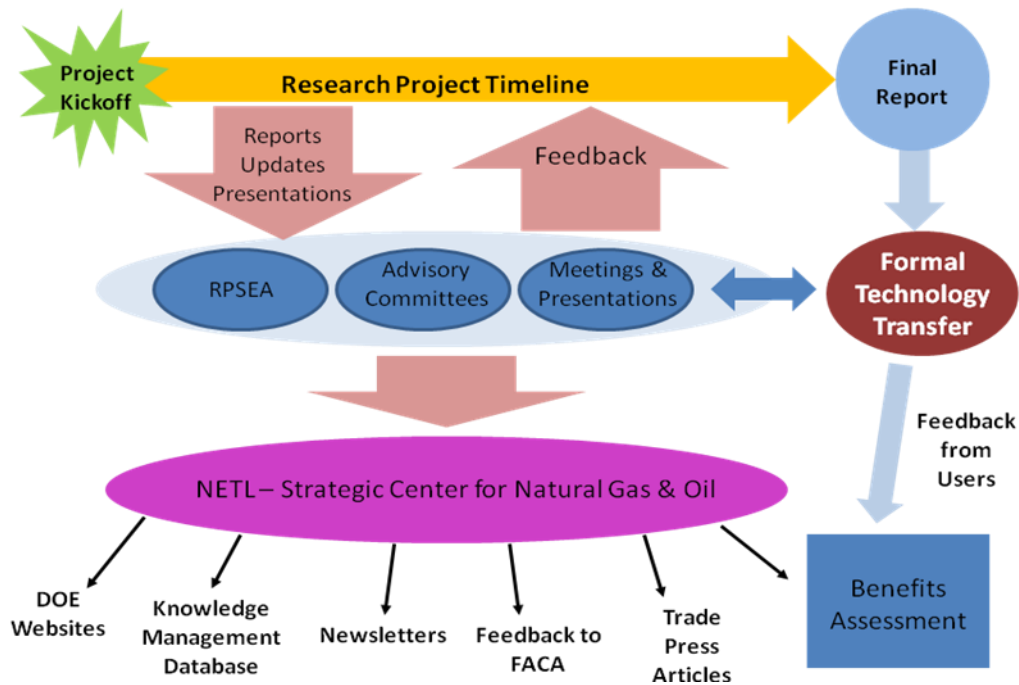 Project
Kickoff
Research Project Timeline
Final
Report
Reports
Updates
Presentations
Feedback
RPSEA
Advisory
Committees
Meetings &
Presentations
Formal
Technology
Transfer
Feedback
from
Users
NETL – Strategic Center for Natural Gas & Oil
DOE
Websites
Knowledge
Management
Database
Newsletters
Feedback to
FACA
Trade
Press
Articles
Benefits
Assessment